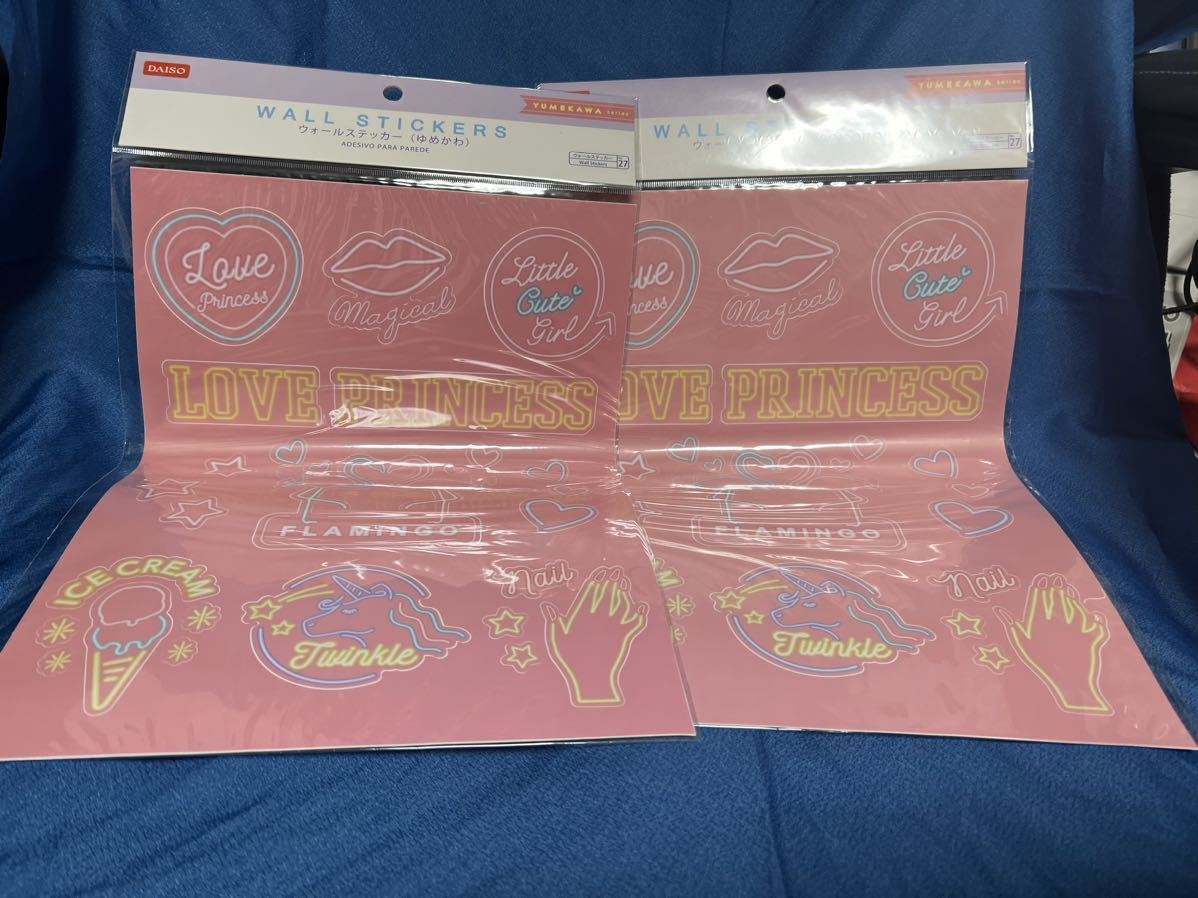 DAISO
YUMEKAWA series
WALL STICKERS
ウォールステッカー（ゆめかわ）
ADESIVO PARA PAREDE
ウォールステッカー
Wall Stickers
27
Love
Princess
Magical
Little
Cute
Girl
LOVE PRINCESS
FLAMINGO
ICE CREAM
Twinkle
Nail
YUMEKAWA series
WALL
27
Magical
Little
Cute
Girl
PRINCESS
FLAMINGO
Twinkle
Nail